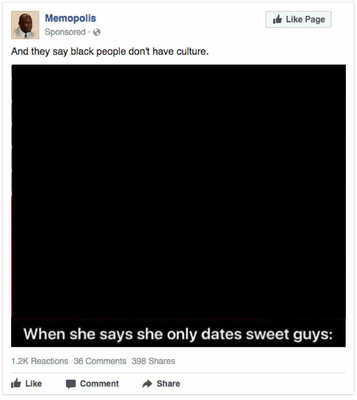 Memopolis
Like Page
Sponsored ·
And they say black people don't have culture.
When she says she only dates sweet guys:
1.2K Reactions 36 Comments 398 Shares
Like Comment Share